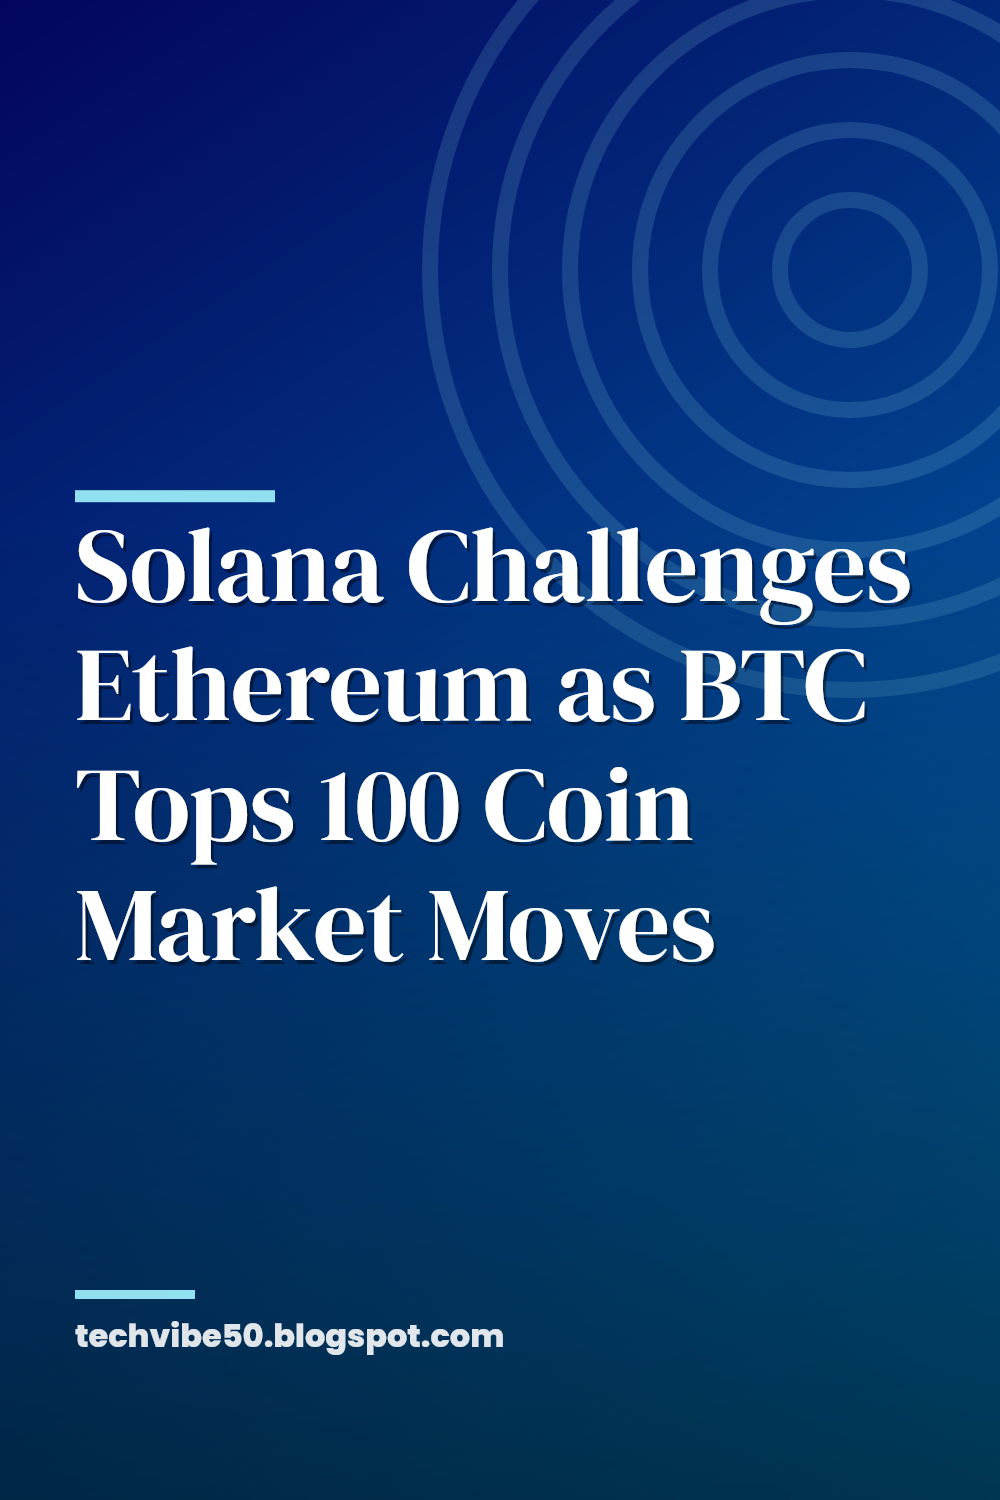 Solana Challenges
Ethereum as BTC
Tops 100 Coin
Market Moves
techvibe50.blogspot.com